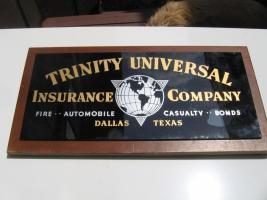 TRINITY UNIVERSAL
INSURANCE COMPANY
FIRE ·· AUTOMOBILE CASUALTY ·· BONDS
DALLAS TEXAS